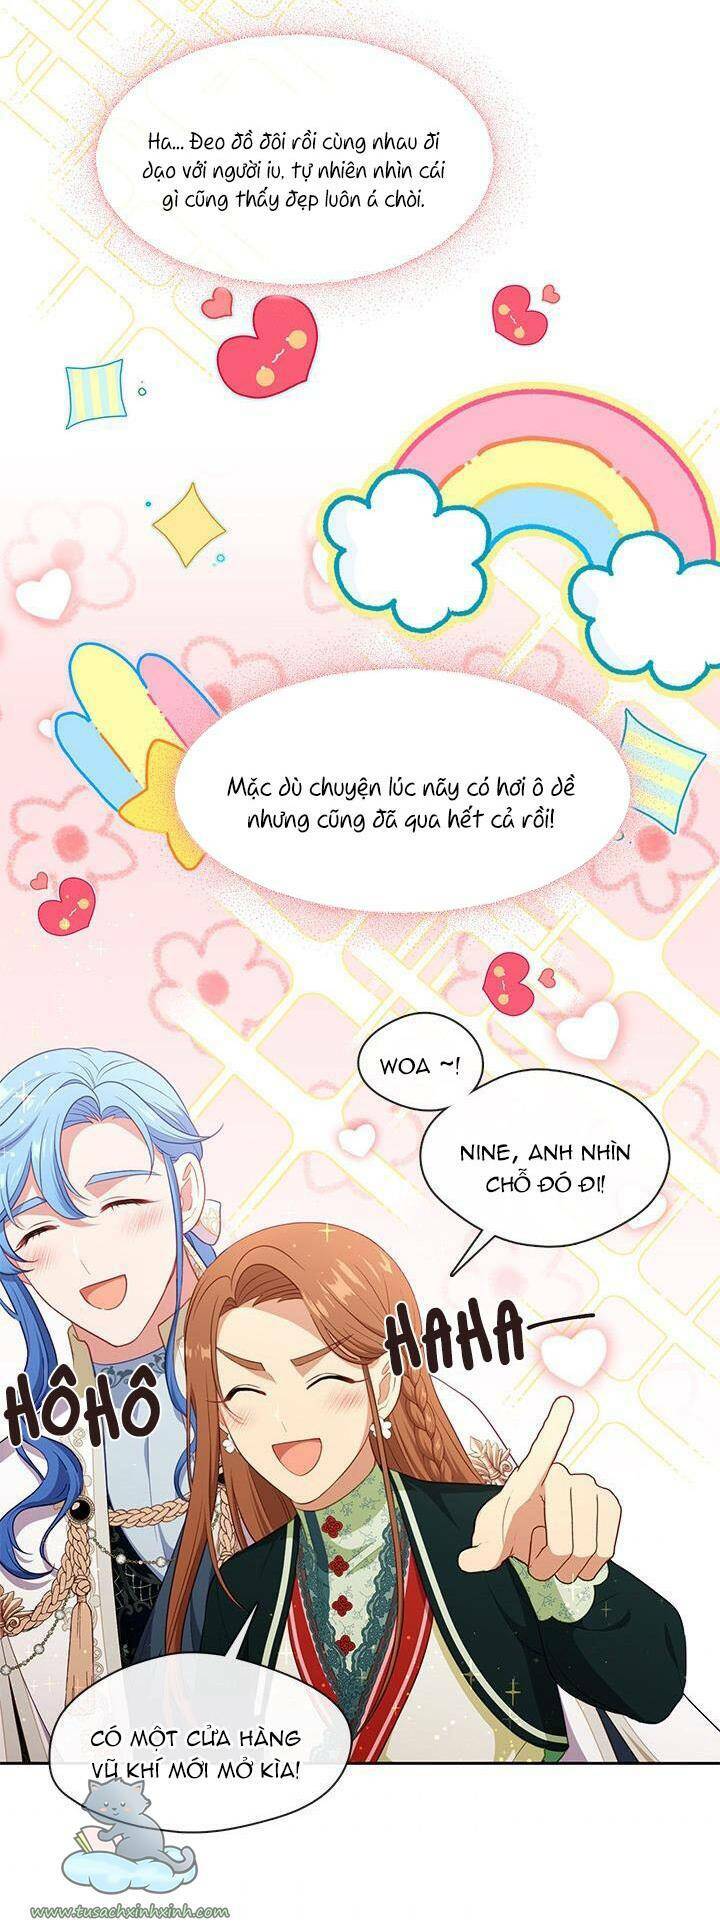 Ha... Đeo đồ đôi rồi cùng nhau đi
dạo với người iu, tự nhiên nhìn cái
gì cũng thấy đẹp luôn á chòi.
Mặc dù chuyện lúc nãy có hơi ô dề
nhưng cũng đã qua hết cả rồi!
WOA ~!
NINE, ANH NHÌN
CHỖ ĐÓ ĐI!
HAHA
HÔHÔ
CÓ MỘT CỬA HÀNG
VŨ KHÍ MỚI MỞ KÌA!
www.tusachxinhxinh.com